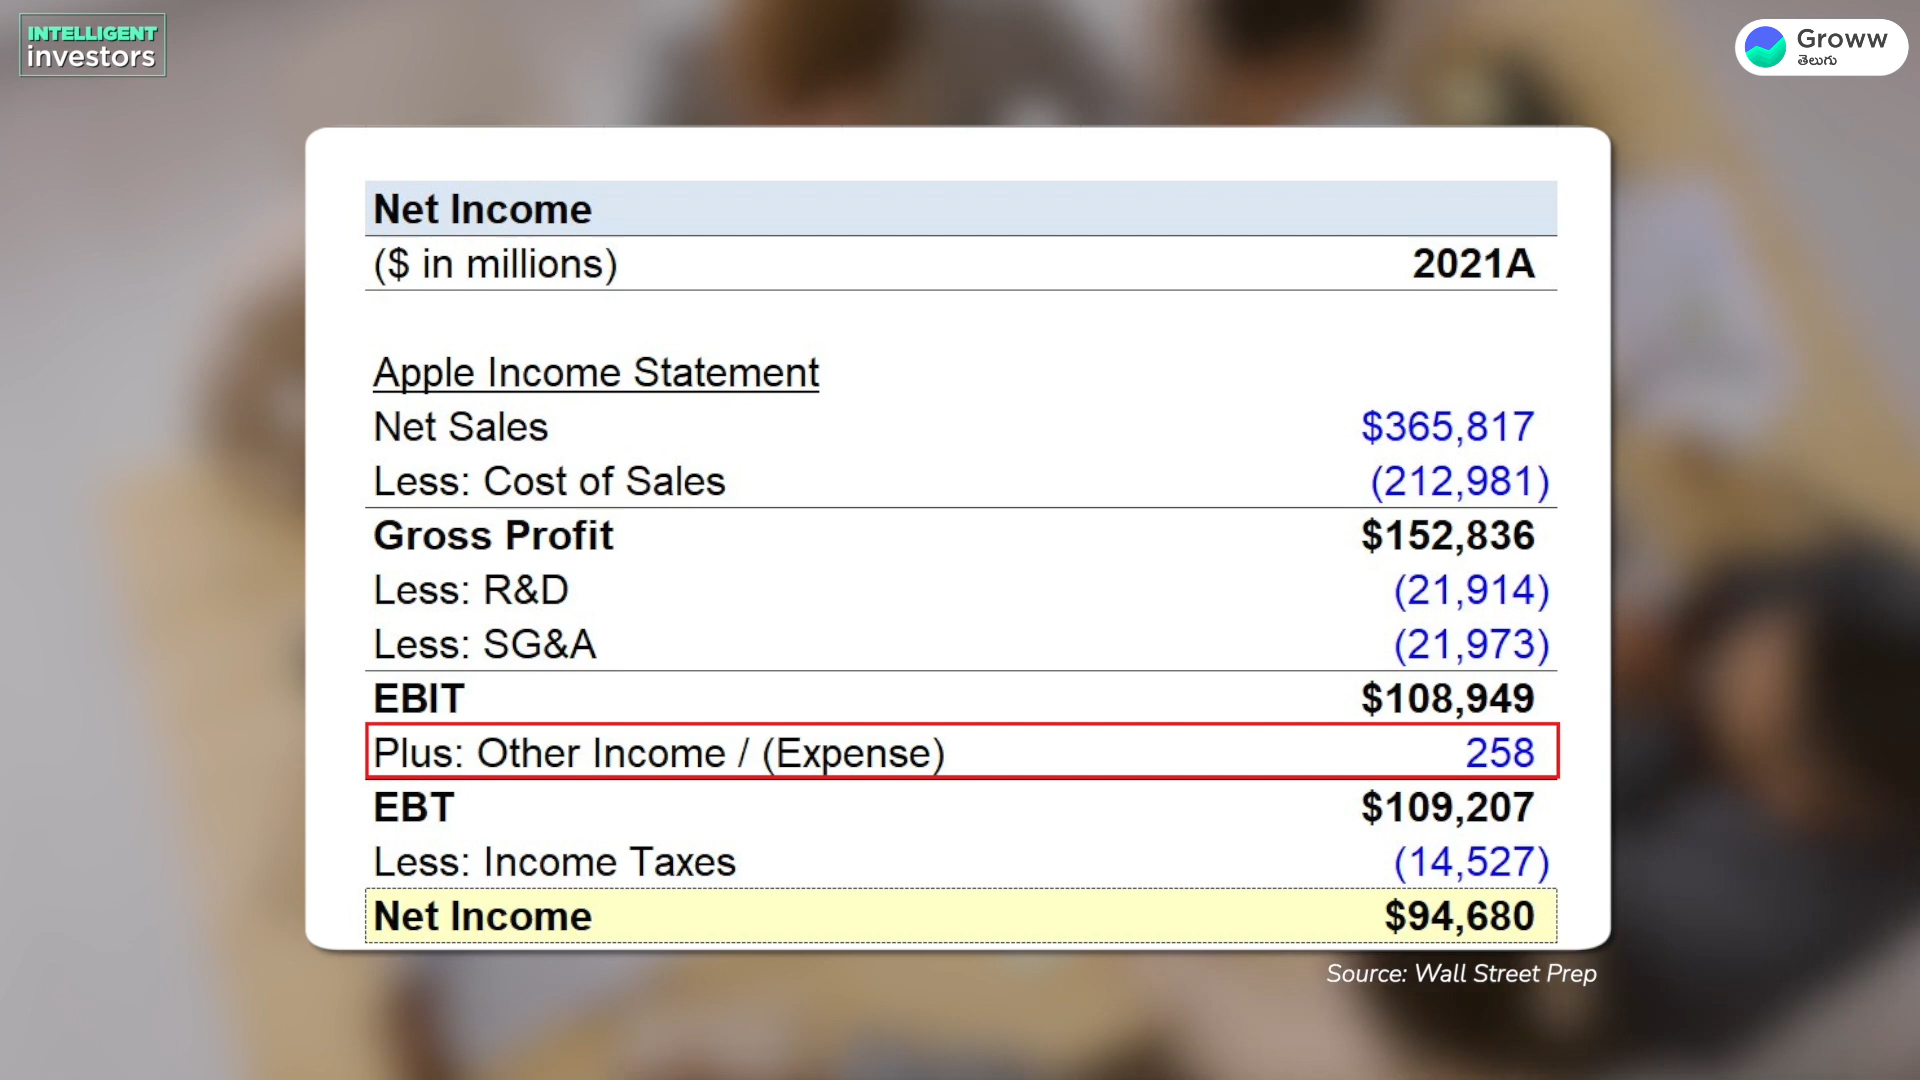 INTELLIGENT
investors
Groww
తెలుగు
Net Income
($ in millions) 2021A
Apple Income Statement
Net Sales $365,817
Less: Cost of Sales (212,981)
Gross Profit $152,836
Less: R&D (21,914)
Less: SG&A (21,973)
EBIT $108,949
Plus: Other Income / (Expense) 258
EBT $109,207
Less: Income Taxes (14,527)
Net Income $94,680
Source: Wall Street Prep